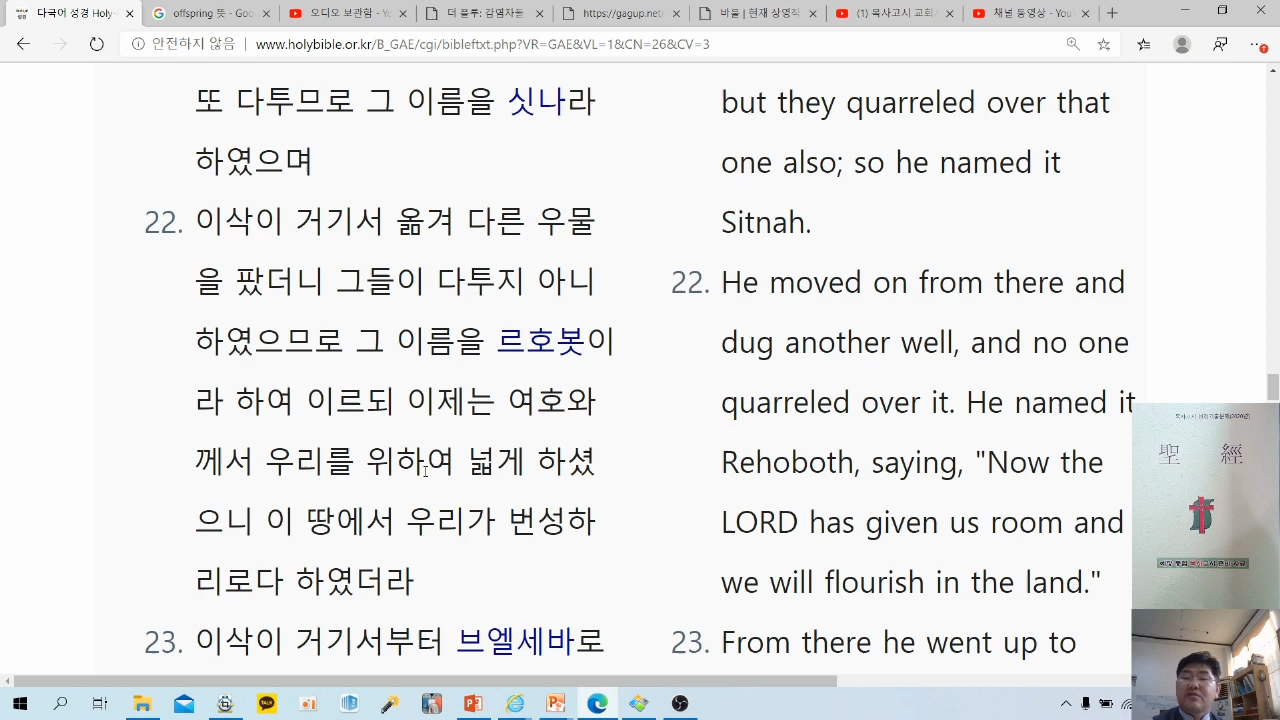 다국어 성경 Holy-
offspring 뜻 - Goo
오디오 보관함 - Yo
더 플루: 감염자들
https://gagup.net/
바울 | 현재 상영작
(1) 목사고시 교회
채널 동영상 - YouT
안전하지 않음
www.holybible.or.kr/B_GAE/cgi/bibleftxt.php?VR=GAE&VL=1&CN=26&CV=3
또 다투므로 그 이름을 싯나라
하였으며
22. 이삭이 거기서 옮겨 다른 우물
을 팠더니 그들이 다투지 아니
하였으므로 그 이름을 르호봇이
라 하여 이르되 이제는 여호와
께서 우리를 위하여 넓게 하셨
으니 이 땅에서 우리가 번성하
리로다 하였더라
23. 이삭이 거기서부터 브엘세바로
but they quarreled over that
one also; so he named it
Sitnah.
22. He moved on from there and
dug another well, and no one
quarreled over it. He named it
Rehoboth, saying, "Now the
LORD has given us room and
we will flourish in the land."
23. From there he went up to
聖 經
TALK